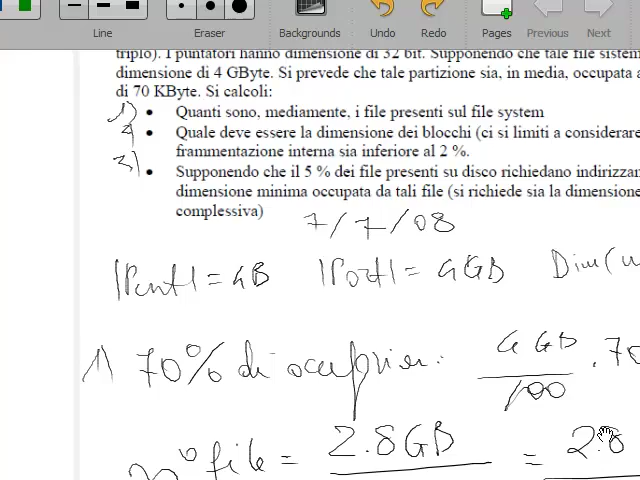 Line Eraser Backgrounds Undo Redo Pages Previous Next
triplo). I puntatori hanno dimensione di 32 bit. Supponendo che tale file sistem
dimensione di 4 GByte. Si prevede che tale partizione sia, in media, occupata a
di 70 KByte. Si calcoli:
1) • Quanti sono, mediamente, i file presenti sul file system
2) • Quale deve essere la dimensione dei blocchi (ci si limiti a considerare
frammentazione interna sia inferiore al 2 %.
3) • Supponendo che il 5 % dei file presenti su disco richiedano indirizzan
dimensione minima occupata da tali file (si richiede sia la dimensione
complessiva)
7/7/08
|Punt| = 4B |Part| = 4GB Dim(
1) 70% di : 4 GB / 100 . 70
n° file = 2.8GB = 2.8